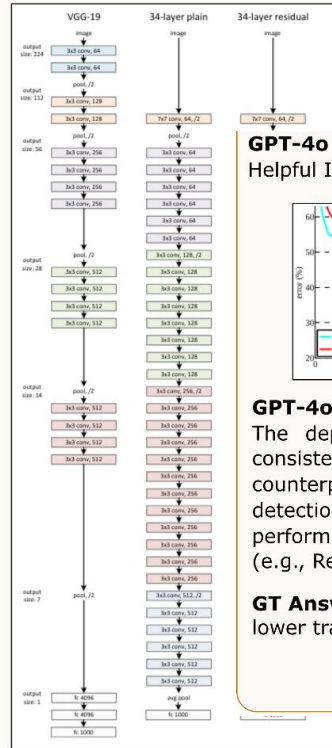 VGG-19
image
output
size: 224
3x3 conv, 64
3x3 conv, 64
pool, /2
output
size: 112
3x3 conv, 128
3x3 conv, 128
pool, /2
output
size: 56
3x3 conv, 256
3x3 conv, 256
3x3 conv, 256
3x3 conv, 256
pool, /2
output
size: 28
3x3 conv, 512
3x3 conv, 512
3x3 conv, 512
3x3 conv, 512
pool, /2
output
size: 14
3x3 conv, 512
3x3 conv, 512
3x3 conv, 512
3x3 conv, 512
pool, /2
output
size: 7
output
size: 1
fc 4096
fc 4096
fc 1000
34-layer plain
image
7x7 conv, 64, /2
pool, /2
3x3 conv, 64
3x3 conv, 64
3x3 conv, 64
3x3 conv, 64
3x3 conv, 64
3x3 conv, 64
3x3 conv, 128, /2
3x3 conv, 128
3x3 conv, 128
3x3 conv, 128
3x3 conv, 128
3x3 conv, 128
3x3 conv, 128
3x3 conv, 128
3x3 conv, 256, /2
3x3 conv, 256
3x3 conv, 256
3x3 conv, 256
3x3 conv, 256
3x3 conv, 256
3x3 conv, 256
3x3 conv, 256
3x3 conv, 256
3x3 conv, 256
3x3 conv, 256
3x3 conv, 256
3x3 conv, 512, /2
3x3 conv, 512
3x3 conv, 512
3x3 conv, 512
3x3 conv, 512
3x3 conv, 512
avg pool
fc 1000
34-layer residual
image
7x7 conv, 64, /2
GPT-4o
Helpful I
60
50
40
30
20
0
error (%)
GPT-4o
The dep
consiste
counterp
detectio
perform
(e.g., Re
GT Answ
lower tra